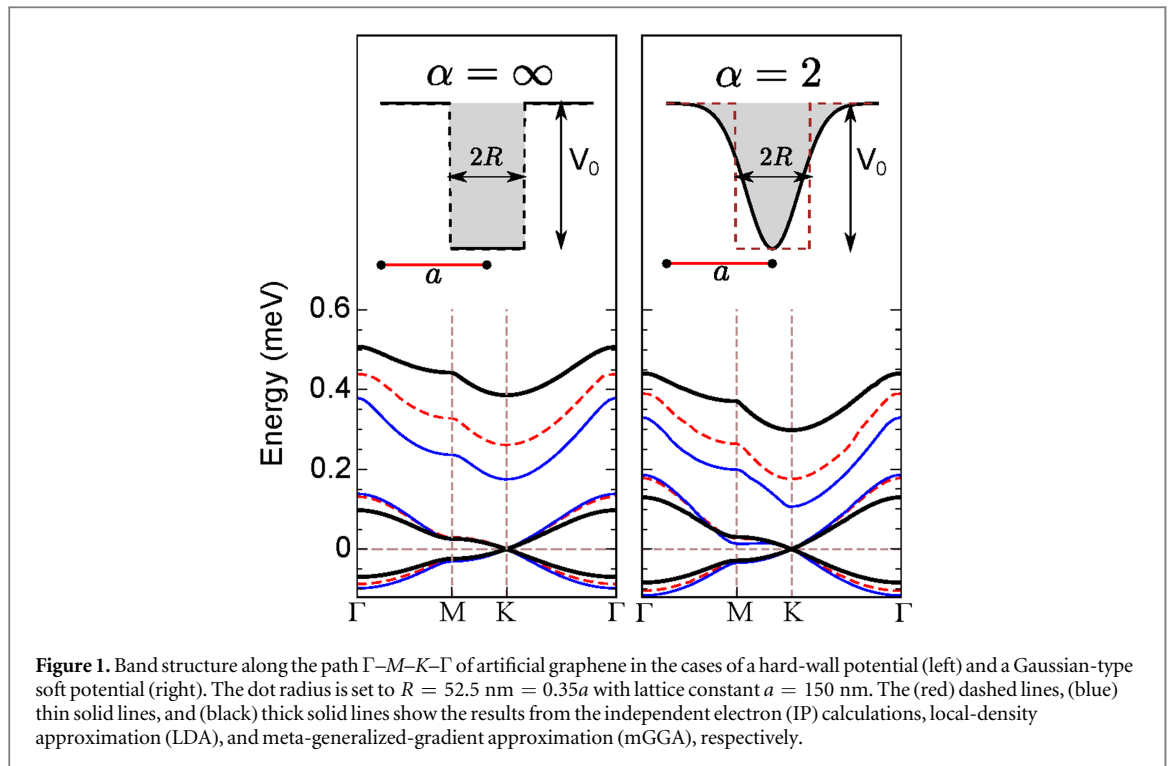 α = ∞
α = 2
2R
V0
2R
V0
a
a
Energy (meV)
0.6
0.4
0.2
0
Γ M K Γ
Γ M K Γ
Figure 1. Band structure along the path Γ–M–K–Γ of artificial graphene in the cases of a hard-wall potential (left) and a Gaussian-type
soft potential (right). The dot radius is set to R = 52.5 nm = 0.35a with lattice constant a = 150 nm. The (red) dashed lines, (blue)
thin solid lines, and (black) thick solid lines show the results from the independent electron (IP) calculations, local-density
approximation (LDA), and meta-generalized-gradient approximation (mGGA), respectively.